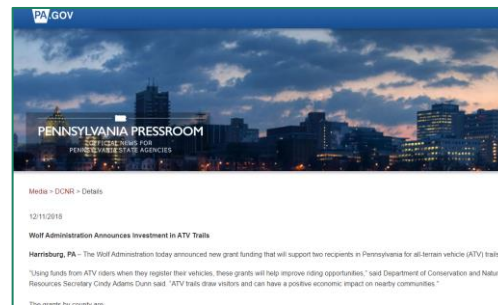 PA.GOV
PENNSYLVANIA PRESSROOM
OFFICIAL NEWS FOR
PENNSYLVANIA STATE AGENCIES
Media > DCNR > Details
12/11/2018
Wolf Administration Announces Investment in ATV Trails
Harrisburg, PA – The Wolf Administration today announced new grant funding that will support two recipients in Pennsylvania for all-terrain vehicle (ATV) trails
"Using funds from ATV riders when they register their vehicles, these grants will help improve riding opportunities," said Department of Conservation and Natu
Resources Secretary Cindy Adams Dunn said. "ATV trails draw visitors and can have a positive economic impact on nearby communities."
The grants by county are: